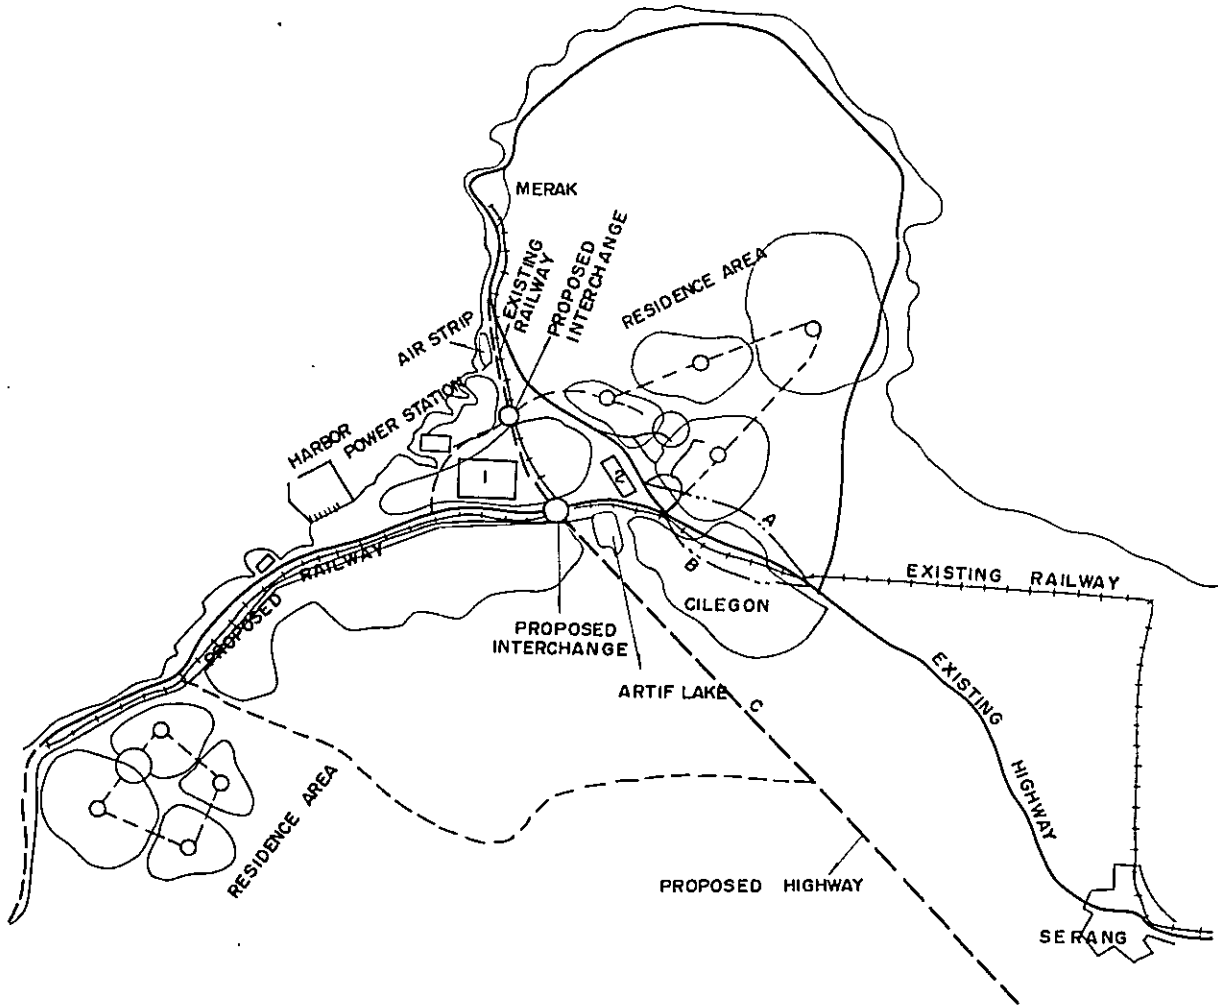 MERAK
EXISTING
RAILWAY
PROPOSED
INTERCHANGE
RESIDENCE AREA
AIR STRIP
HARBOR
POWER STATION
1
2
A
B
PROPOSED RAILWAY
EXISTING RAILWAY
CILEGON
PROPOSED
INTERCHANGE
ARTIF LAKE
C
EXISTING HIGHWAY
RESIDENCE AREA
PROPOSED HIGHWAY
SERANG